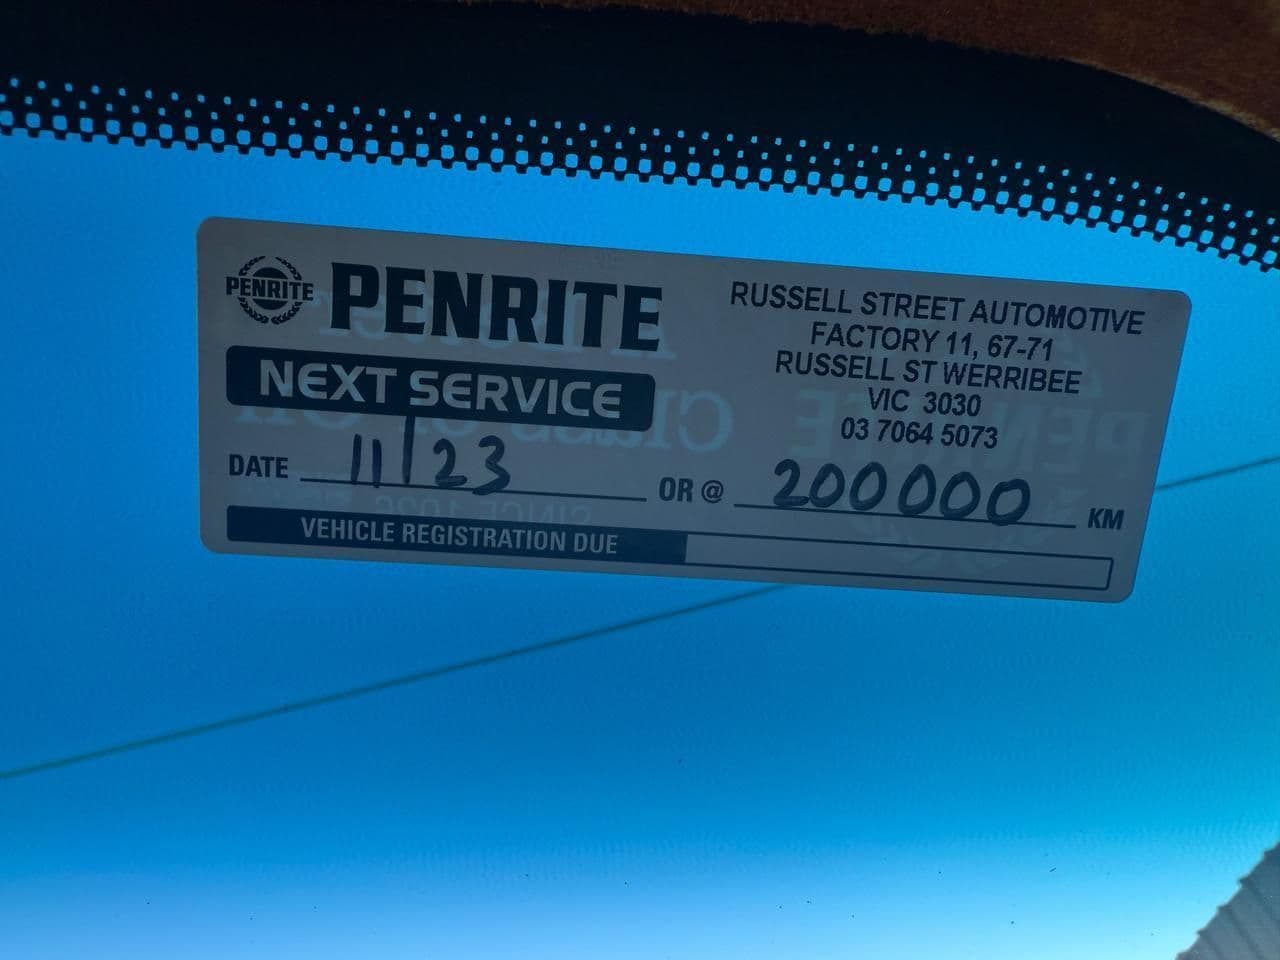 PENRITE
PENRITE
NEXT SERVICE
DATE 11/23
RUSSELL STREET AUTOMOTIVE
FACTORY 11, 67-71
RUSSELL ST WERRIBEE
VIC 3030
03 7064 5073
OR @ 200000 KM
VEHICLE REGISTRATION DUE